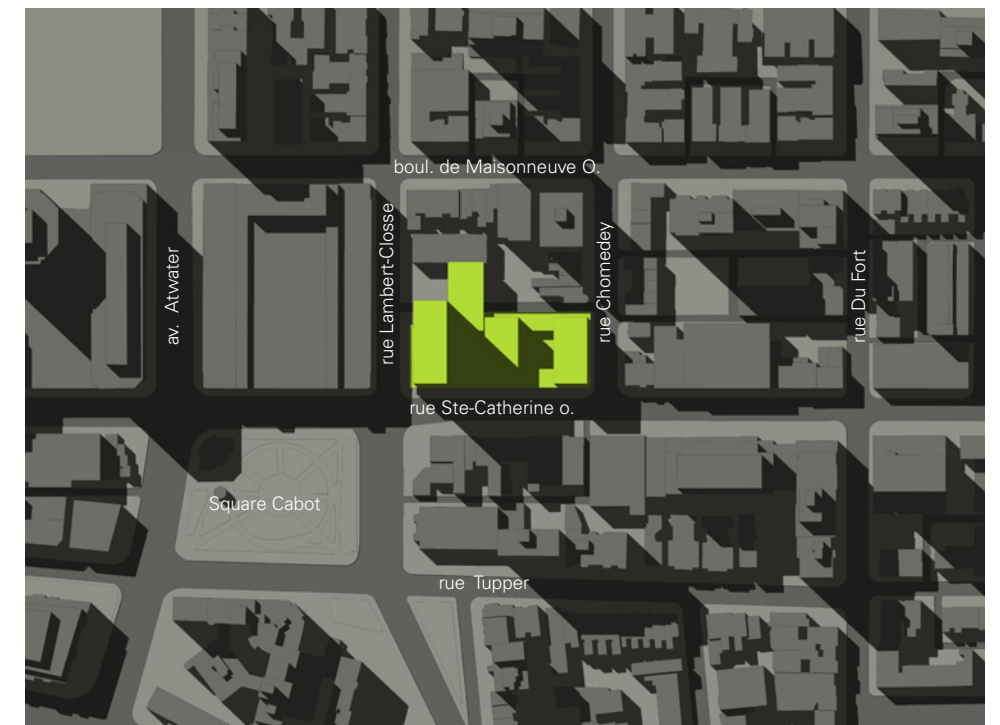 boul. de Maisonneuve O.
av. Atwater
rue Lambert-Closse
rue Chomedey
rue Du Fort
rue Ste-Catherine o.
Square Cabot
rue Tupper